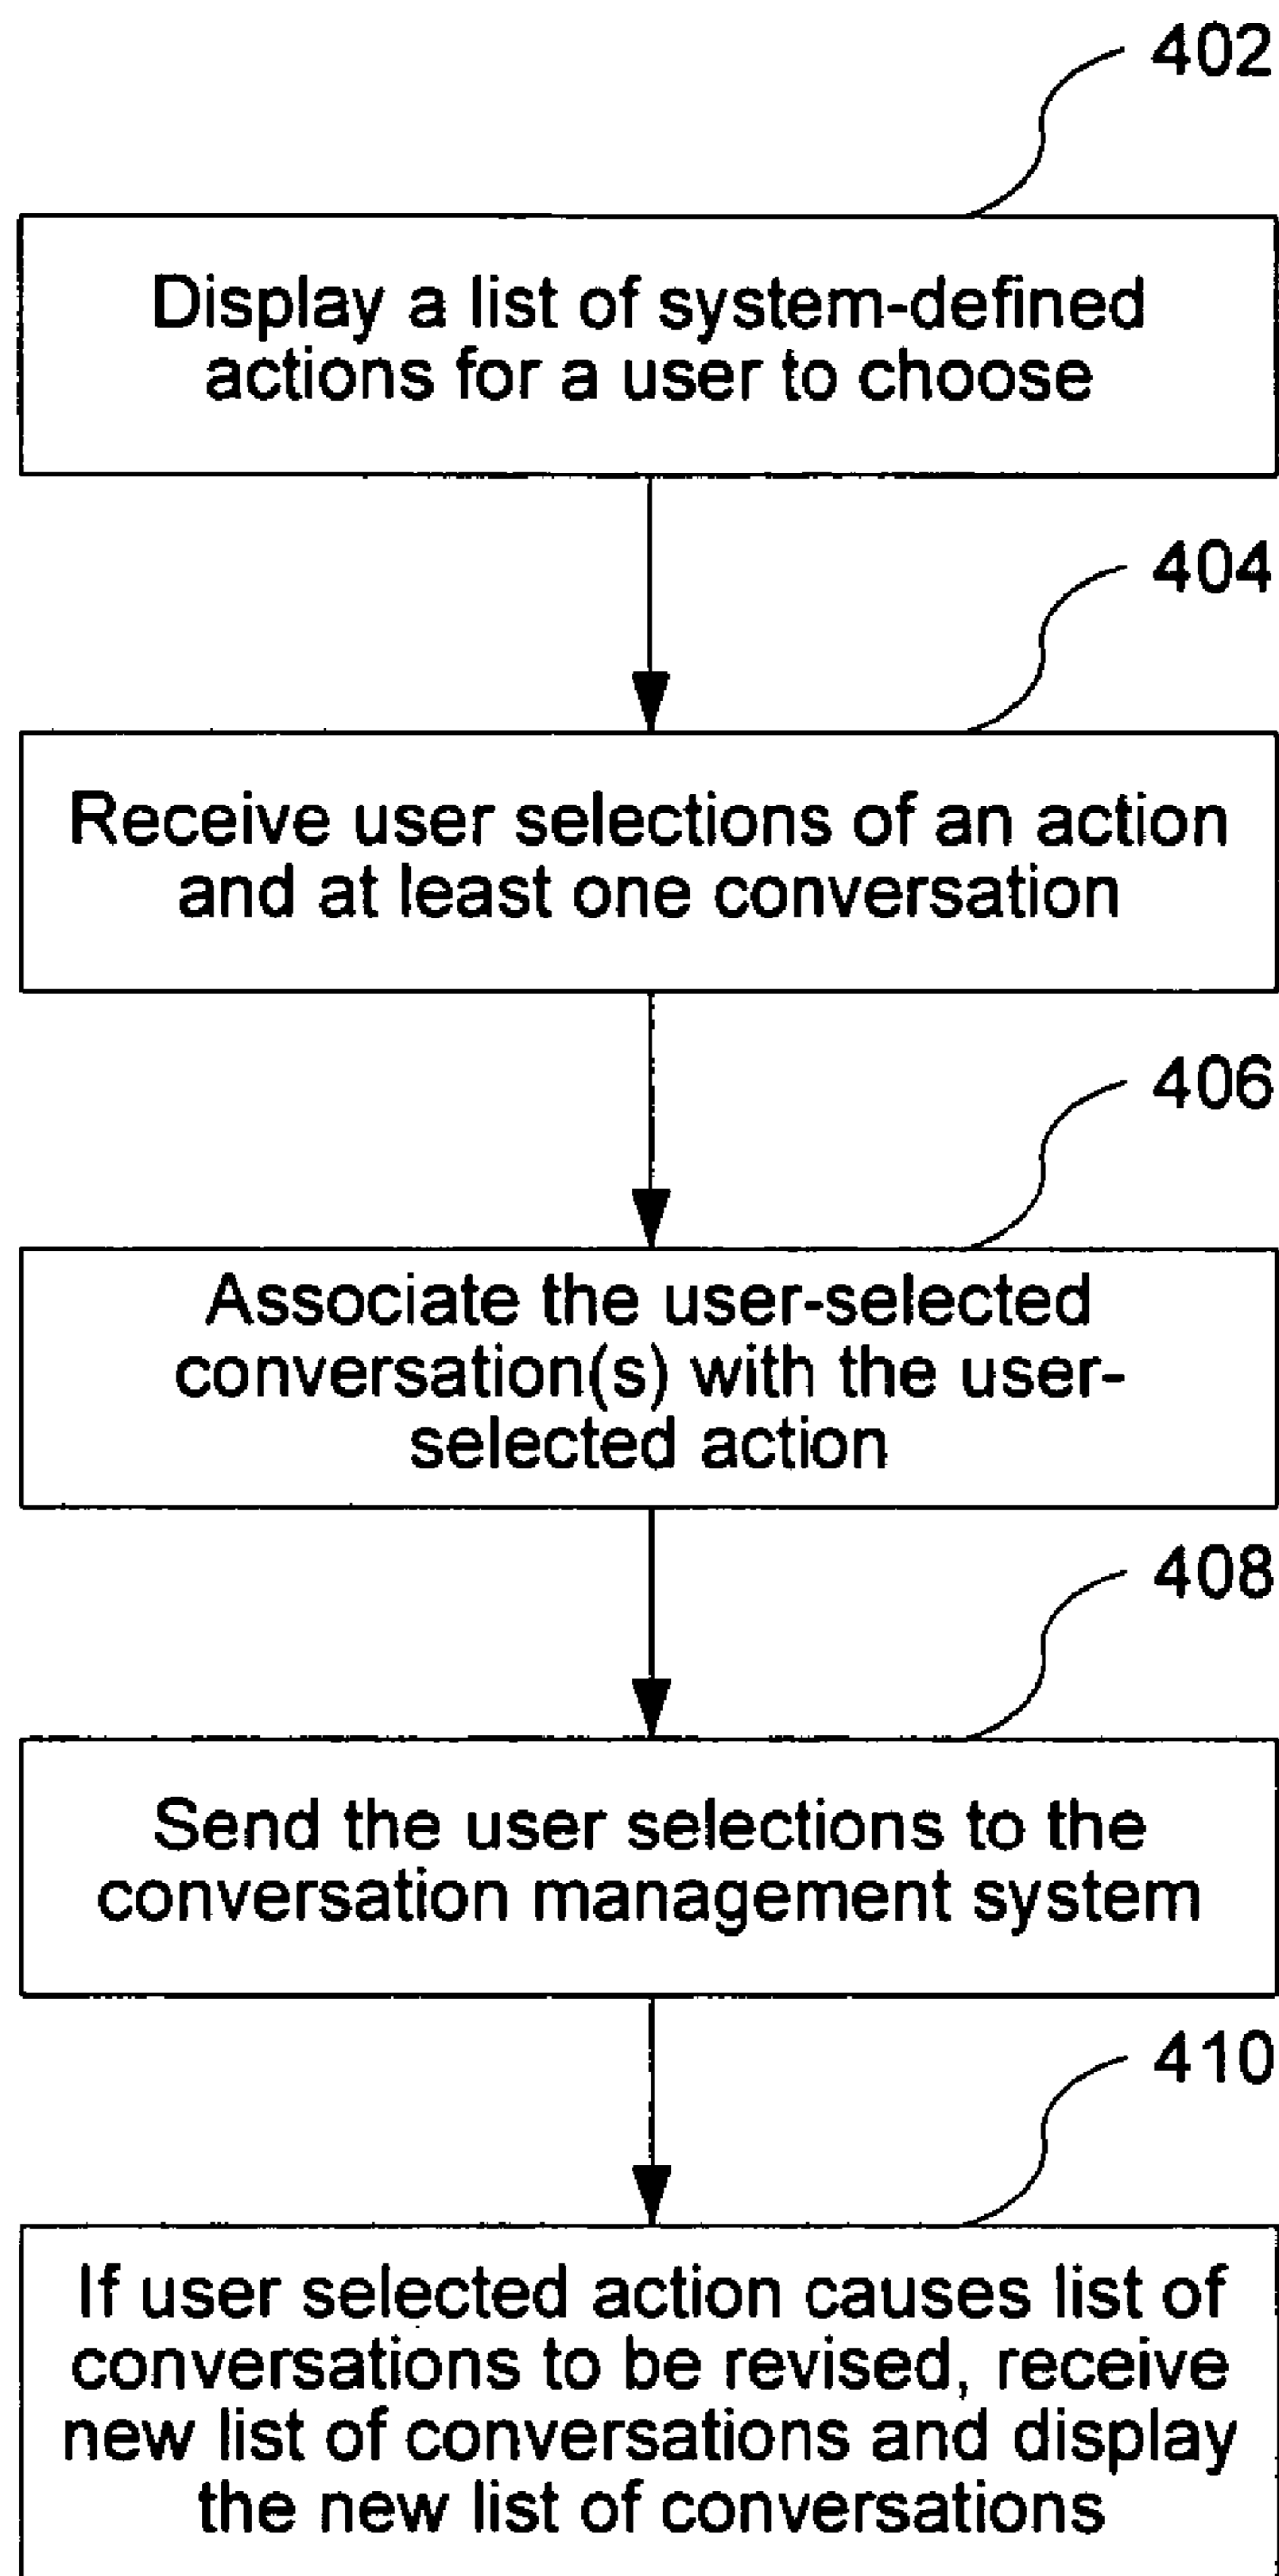 402
Display a list of system-defined
actions for a user to choose
404
Receive user selections of an action
and at least one conversation
406
Associate the user-selected
conversation(s) with the user-
selected action
408
Send the user selections to the
conversation management system
410
If user selected action causes list of
conversations to be revised, receive
new list of conversations and display
the new list of conversations